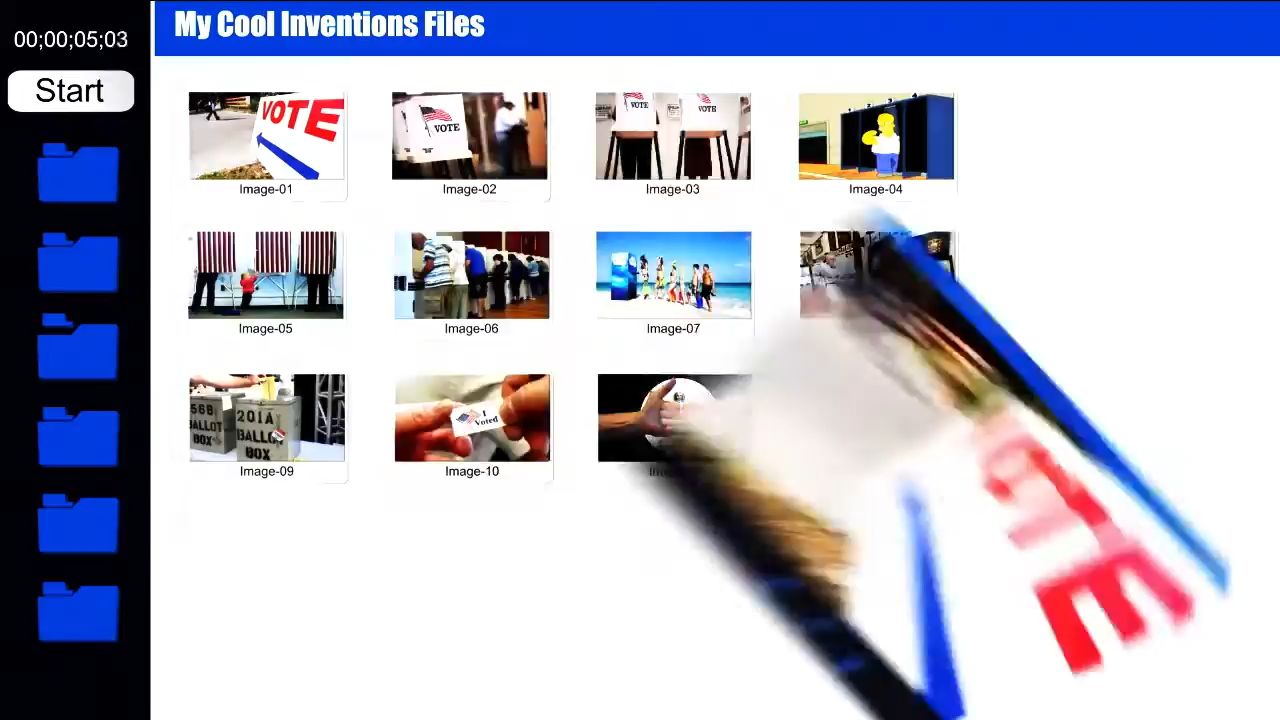 My Cool Inventions Files
00;00;05;03
Start
VOTE
VOTE
VOTE
VOTE
Image-01
Image-02
Image-03
Image-04
Image-05
Image-06
Image-07
56B
BALLOT
BOX
201A
BALLOT
BOX
I
Voted
Image-09
Image-10